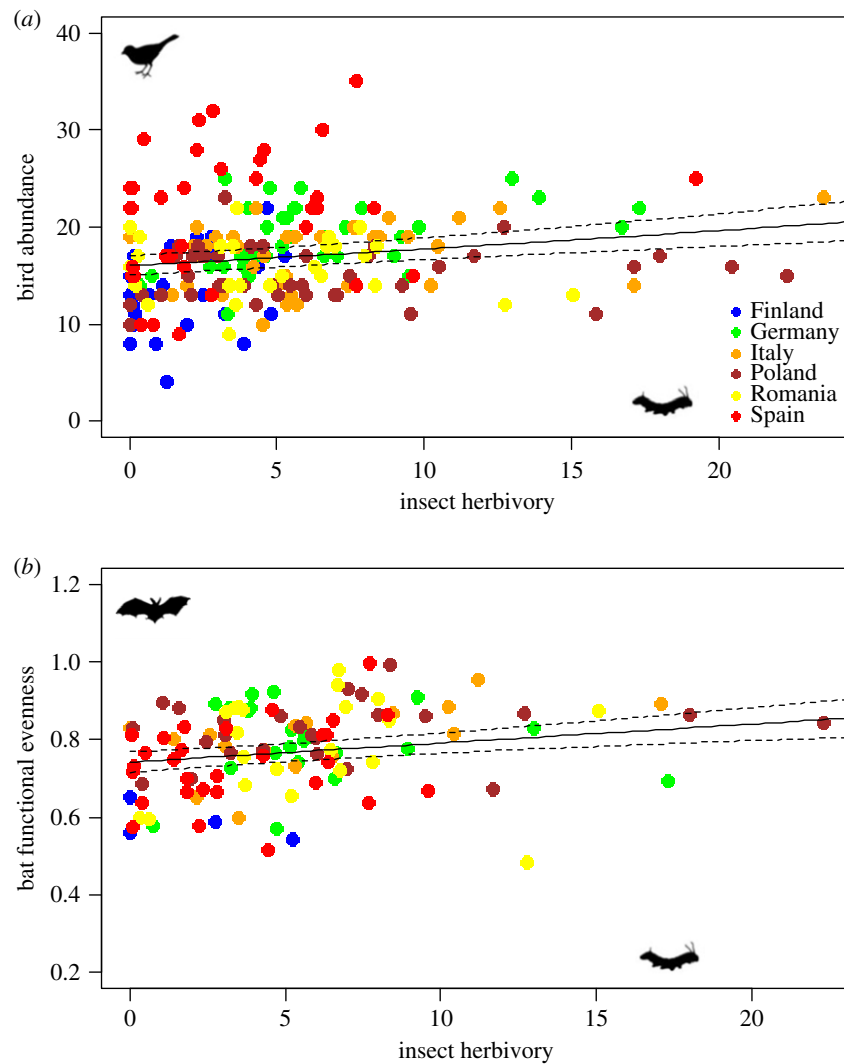 (a)
40
30
20
10
0
bird abundance
Finland
Germany
Italy
Poland
Romania
Spain
0 5 10 15 20
insect herbivory
(b)
1.2
1.0
0.8
0.6
0.4
0.2
bat functional evenness
0 5 10 15 20
insect herbivory